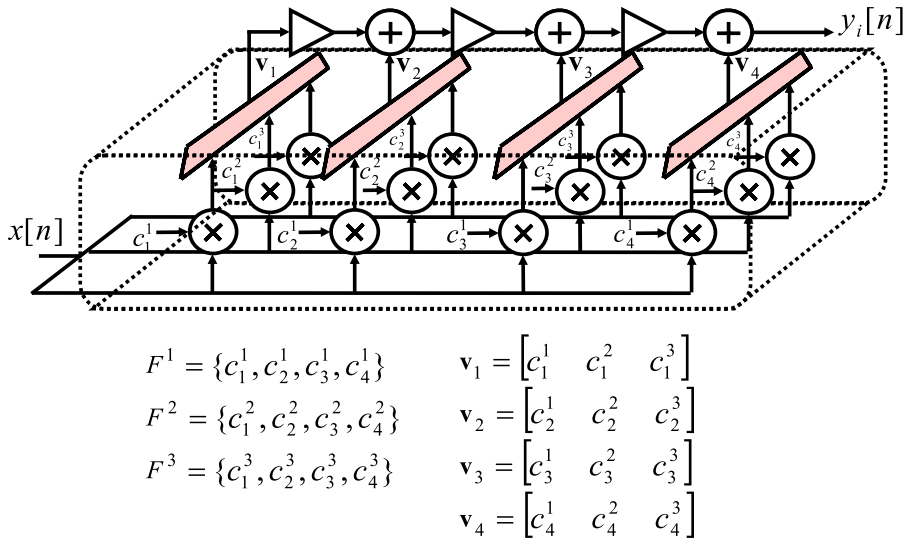 y_i[n]
v_1 v_2 v_3 v_4
c_1^3 c_2^3 c_3^3 c_4^3
c_1^2 c_2^2 c_3^2 c_4^2
x[n]
c_1^1 c_2^1 c_3^1 c_4^1
F^1 = {c_1^1, c_2^1, c_3^1, c_4^1}
F^2 = {c_1^2, c_2^2, c_3^2, c_4^2}
F^3 = {c_1^3, c_2^3, c_3^3, c_4^3}
v_1 = [c_1^1 c_1^2 c_1^3]
v_2 = [c_2^1 c_2^2 c_2^3]
v_3 = [c_3^1 c_3^2 c_3^3]
v_4 = [c_4^1 c_4^2 c_4^3]